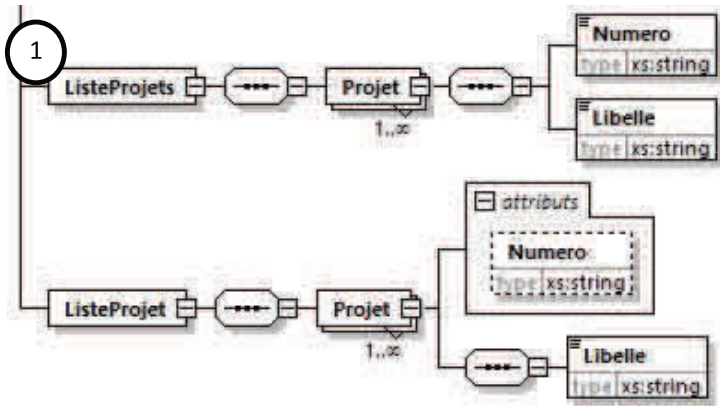 1
Numero
type xs:string
ListeProjets
Projet
1..∞
Libelle
type xs:string
attributs
Numero
type xs:string
ListeProjet
Projet
1..∞
Libelle
type xs:string